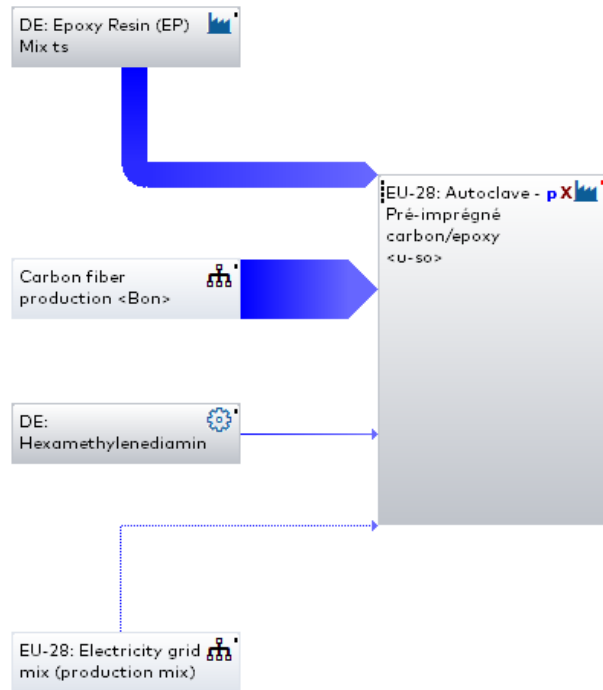 DE: Epoxy Resin (EP)
Mix ts
EU-28: Autoclave - p X
Pré-imprégné
carbon/epoxy
<u-so>
Carbon fiber
production <Bon>
DE:
Hexamethylenediamin
EU-28: Electricity grid
mix (production mix)